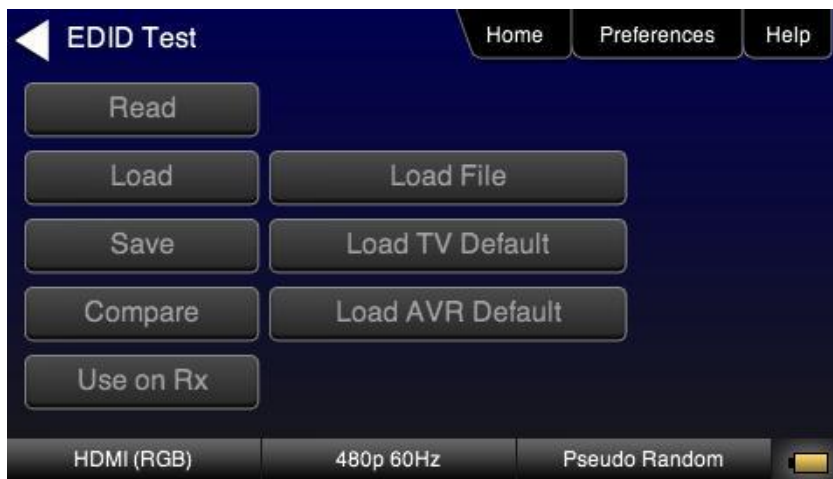 EDID Test
Home
Preferences
Help
Read
Load
Load File
Save
Load TV Default
Compare
Load AVR Default
Use on Rx
HDMI (RGB)
480p 60Hz
Pseudo Random